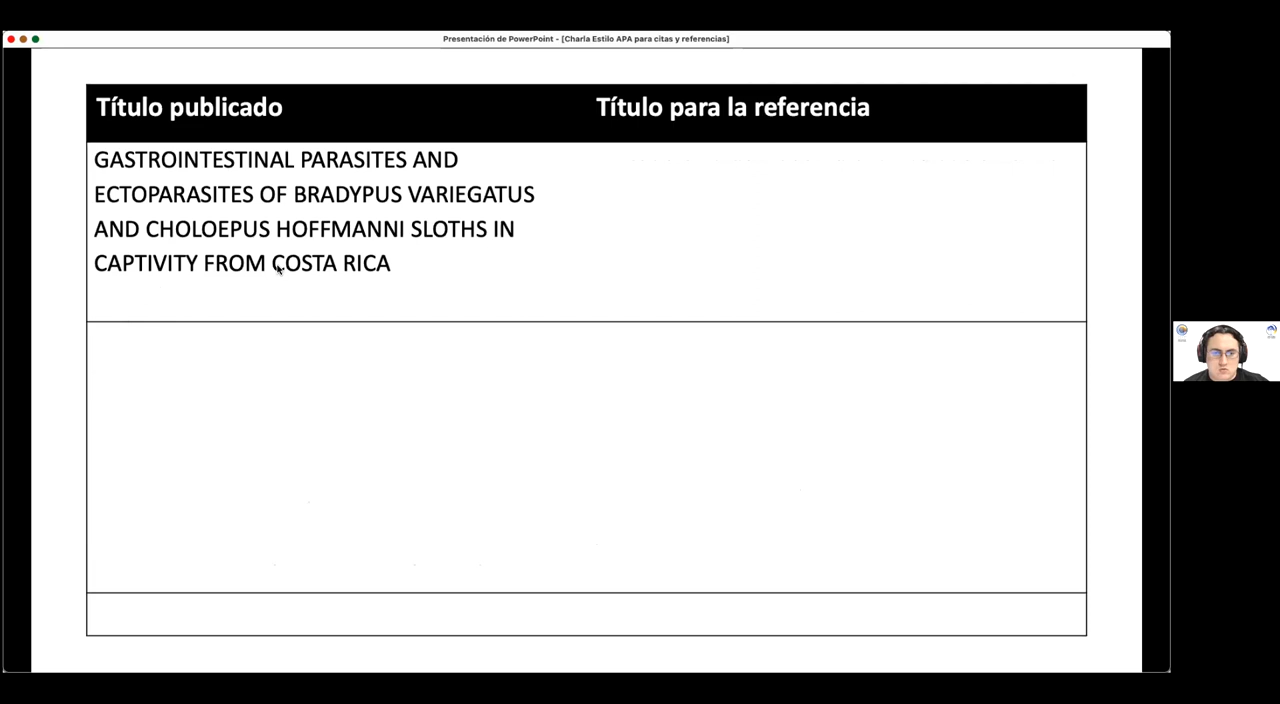 Presentación de PowerPoint - [Charla Estilo APA para citas y referencias]
Título publicado
Título para la referencia
GASTROINTESTINAL PARASITES AND
ECTOPARASITES OF BRADYPUS VARIEGATUS
AND CHOLOEPUS HOFFMANNI SLOTHS IN
CAPTIVITY FROM COSTA RICA